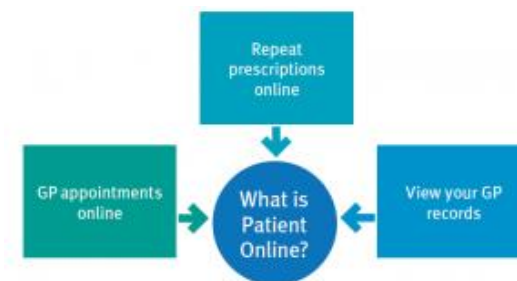 Repeat
prescriptions
online
GP appointments
online
What is
Patient
Online?
View your GP
records